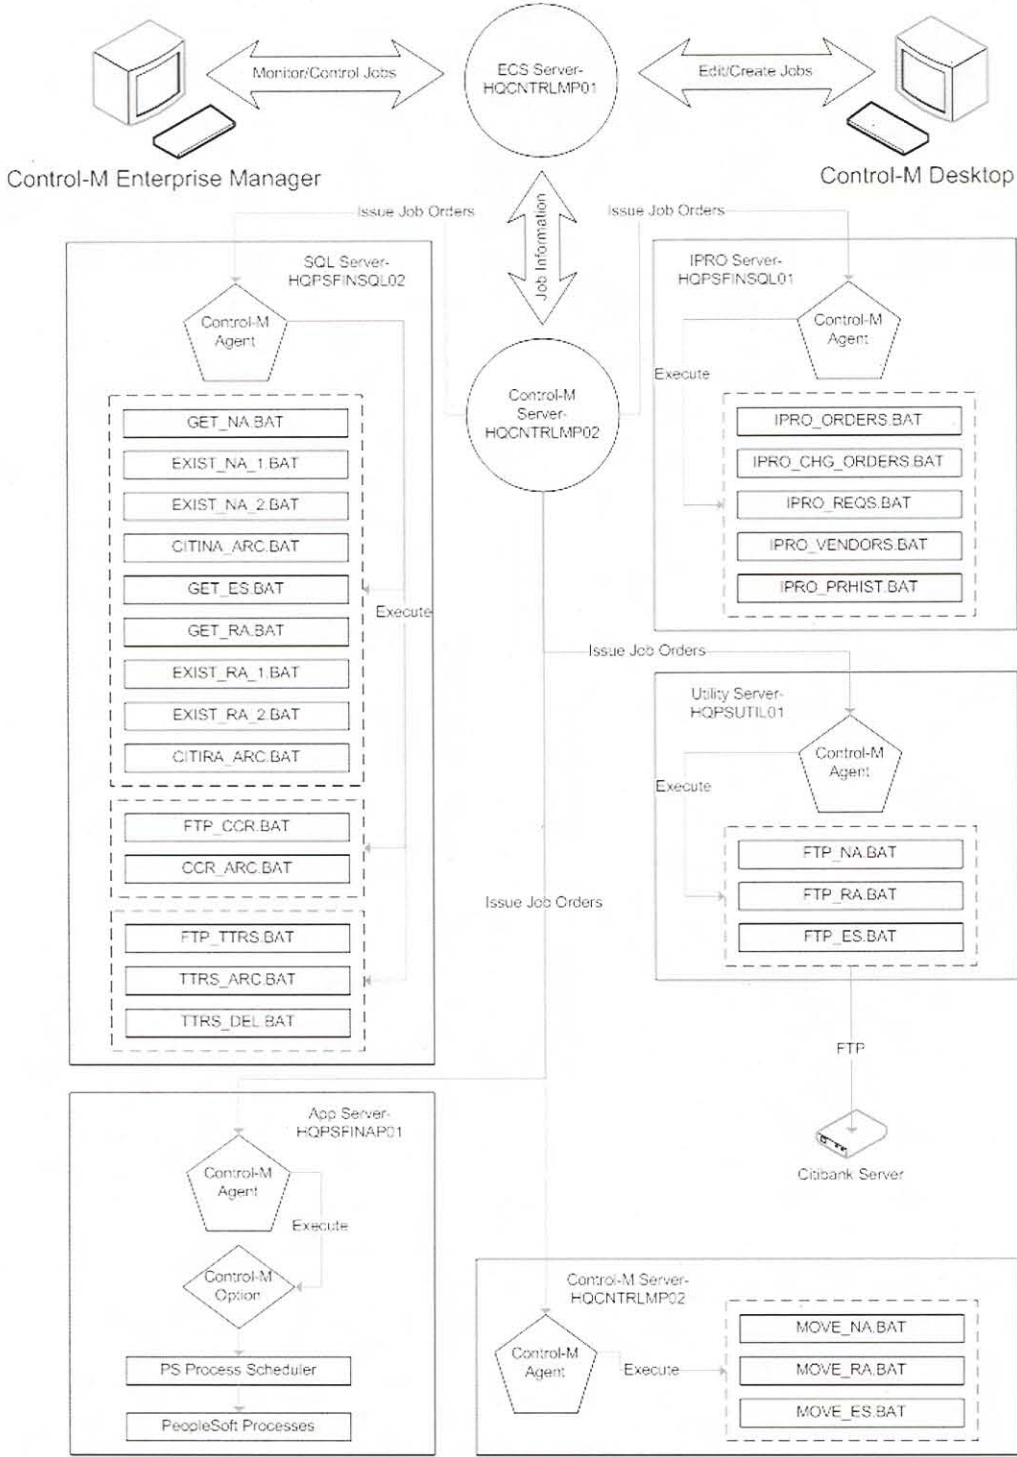 Monitor/Control Jobs
ECS Server-
HQCNTRLMP01
Edit/Create Jobs
Control-M Enterprise Manager
Control-M Desktop
Issue Job Orders
Job Information
Issue Job Orders
SQL Server-
HQPSFINSQL02
Control-M
Agent
GET_NA.BAT
EXIST_NA_1.BAT
EXIST_NA_2.BAT
CITINA_ARC.BAT
GET_ES.BAT
GET_RA.BAT
EXIST_RA_1.BAT
EXIST_RA_2.BAT
CITIRA_ARC.BAT
Execute
FTP_CCR.BAT
CCR_ARC.BAT
FTP_TTRS.BAT
TTRS_ARC.BAT
TTRS_DEL.BAT
Control-M
Server-
HQCNTRLMP02
IPRO Server-
HQPSFINSQL01
Control-M
Agent
Execute
IPRO_ORDERS.BAT
IPRO_CHG_ORDERS.BAT
IPRO_REQS.BAT
IPRO_VENDORS.BAT
IPRO_PRHIST.BAT
Issue Job Orders
Utility Server-
HQPSUTIL01
Control-M
Agent
Execute
FTP_NA.BAT
FTP_RA.BAT
FTP_ES.BAT
Issue Job Orders
FTP
Citibank Server
App Server-
HQPSFINAP01
Control-M
Agent
Execute
Control-M
Option
PS Process Scheduler
PeopleSoft Processes
Control-M Server-
HQCNTRLMP02
Control-M
Agent
Execute
MOVE_NA.BAT
MOVE_RA.BAT
MOVE_ES.BAT